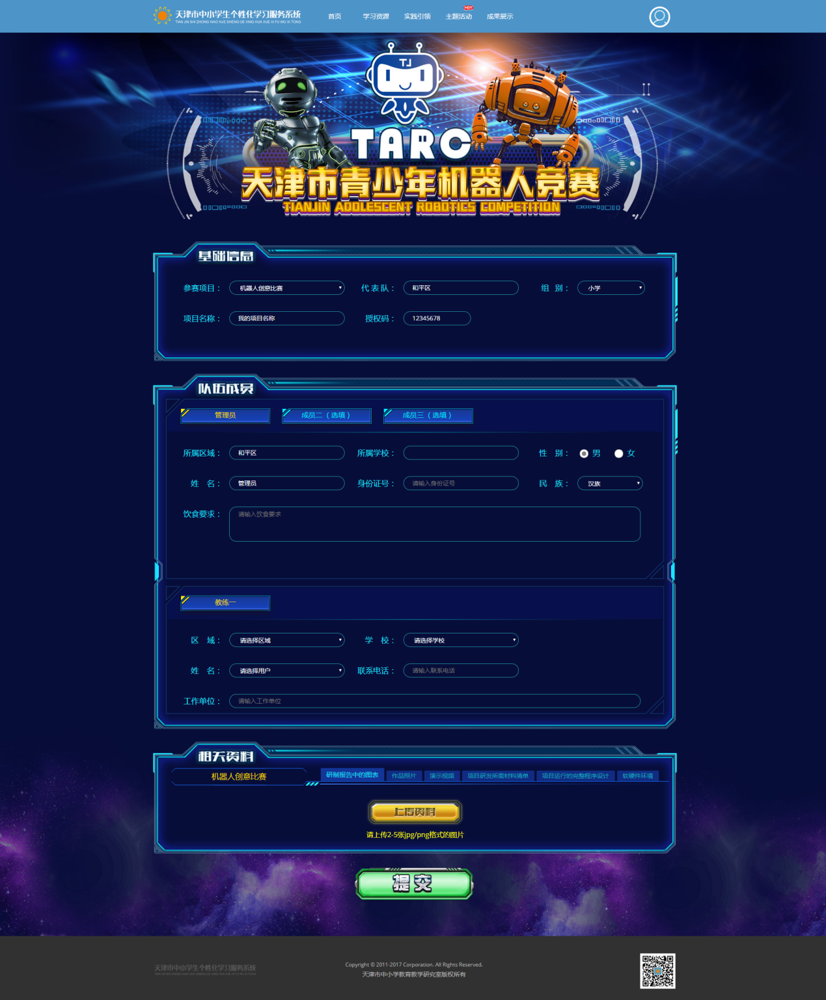 天津市中小学生个性化学习服务系统
TIAN JIN SHI ZHONG XIAO XUE SHENG GE XING HUA XUE XI FU WU XI TONG
首页 学习资源 实践引领 主题活动 HOT 成果展示
TJ
TARC
天津市青少年机器人竞赛
TIANJIN ADOLESCENT ROBOTICS COMPETITION
基础信息
参赛项目： 机器人创意比赛 代 表 队： 和平区 组 别： 小学
项目名称： 我的项目名称 授权码： 12345678
队伍成员
管理员 成员二（选填） 成员三（选填）
所属区域： 和平区 所属学校： 性 别： 男 女
姓 名： 管理员 身份证号： 请输入身份证号 民 族： 汉族
饮食要求： 请输入饮食要求
教练一
区 域： 请选择区域 学 校： 请选择学校
姓 名： 请选择用户 联系电话： 请输入联系电话
工作单位： 请输入工作单位
相关资料
机器人创意比赛 研制报告中的图表 作品照片 演示视频 项目研发所需材料清单 项目运行的完整程序设计 软硬件环境
上传资料
请上传2-5张jpg/png格式的图片
提交
天津市中小学生个性化学习服务系统
TIAN JIN SHI ZHONG XIAO XUE SHENG GE XING HUA XUE XI FU WU XI TONG
Copyright © 2011-2017 Corporation. All Rights Reserved.
天津市中小学教育教学研究室版权所有